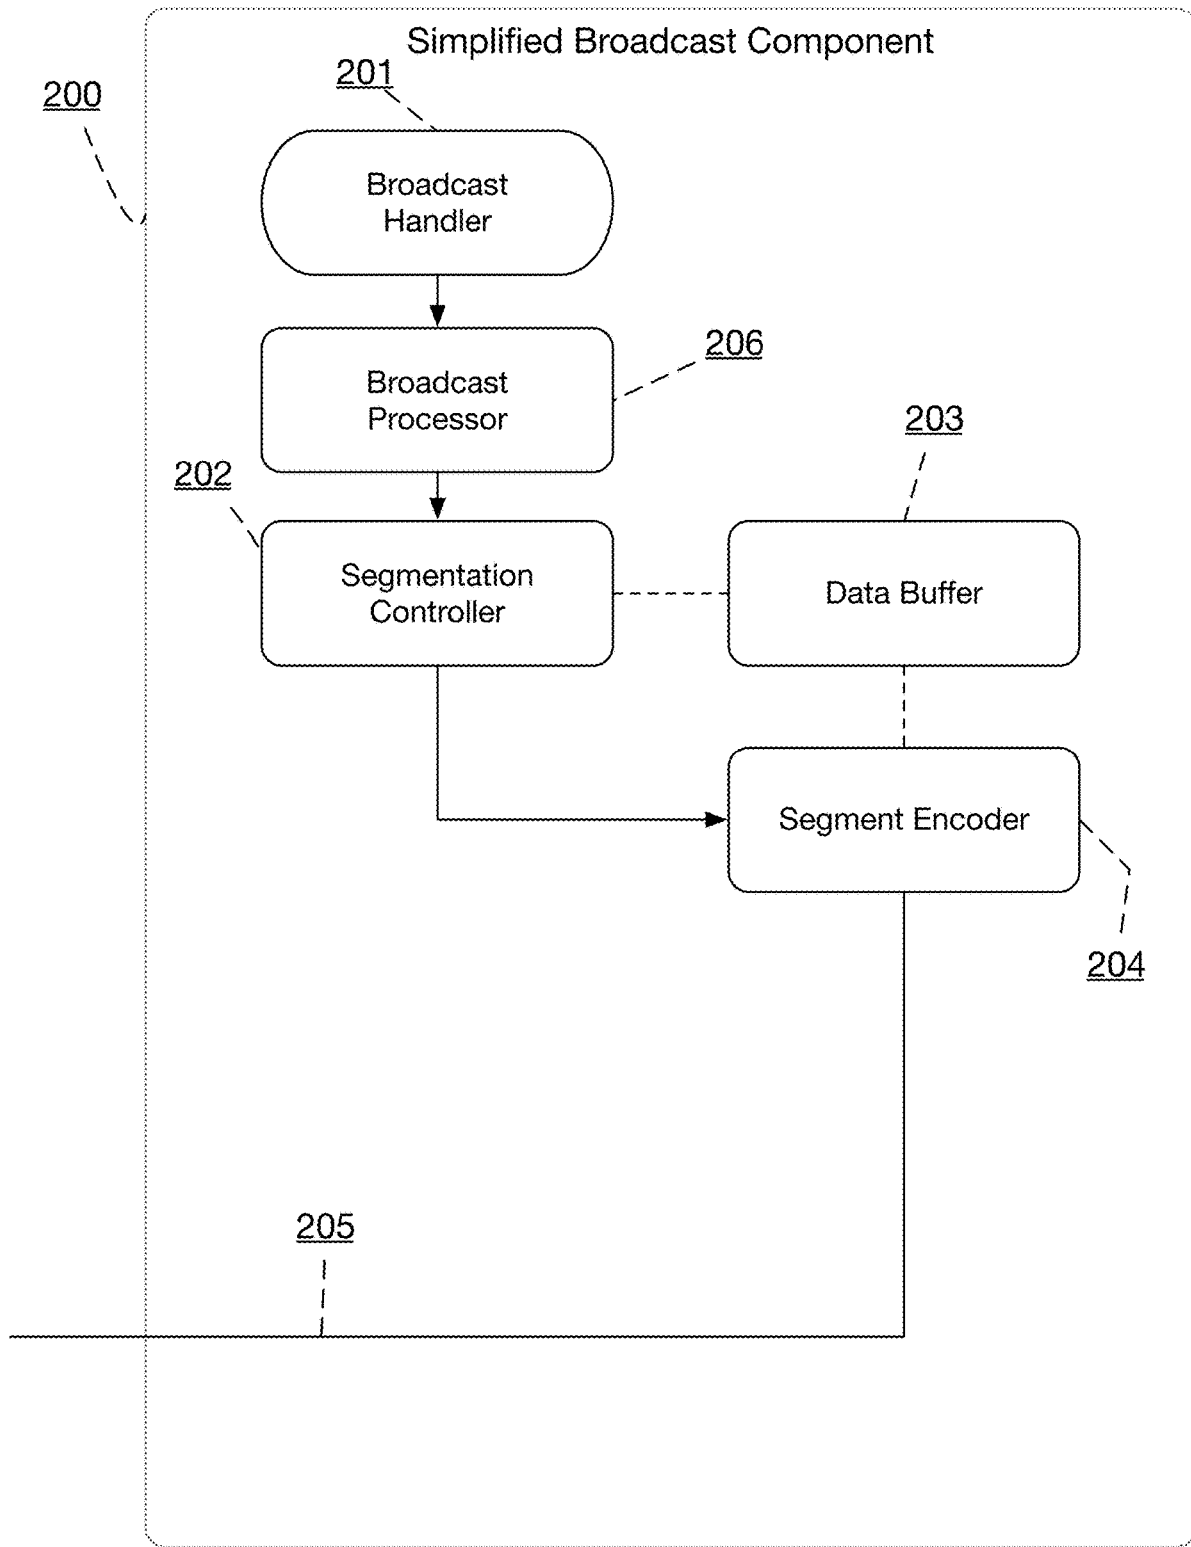 Simplified Broadcast Component
201
200
Broadcast
Handler
206
Broadcast
Processor
203
202
Segmentation
Controller
Data Buffer
Segment Encoder
204
205